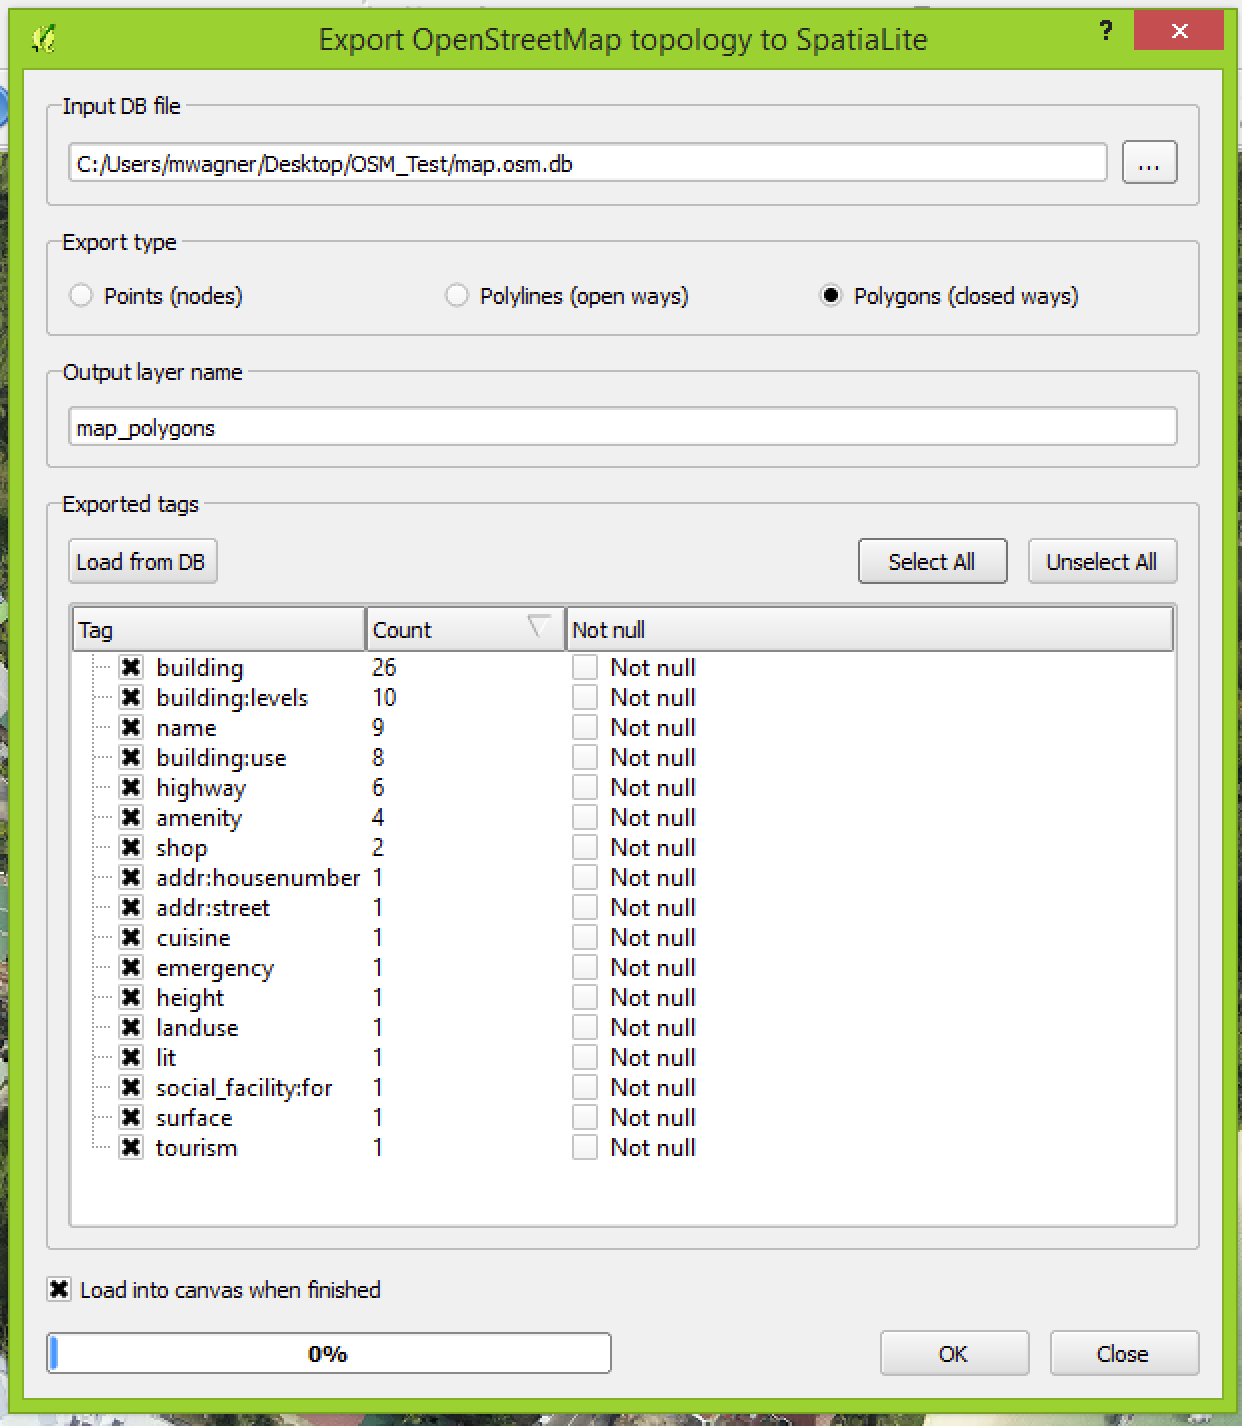 Export OpenStreetMap topology to SpatiaLite ?
Input DB file
C:/Users/mwagner/Desktop/OSM_Test/map.osm.db ...
Export type
Points (nodes) Polylines (open ways) Polygons (closed ways)
Output layer name
map_polygons
Exported tags
Load from DB Select All Unselect All
Tag Count Not null
building 26 Not null
building:levels 10 Not null
name 9 Not null
building:use 8 Not null
highway 6 Not null
amenity 4 Not null
shop 2 Not null
addr:housenumber 1 Not null
addr:street 1 Not null
cuisine 1 Not null
emergency 1 Not null
height 1 Not null
landuse 1 Not null
lit 1 Not null
social_facility:for 1 Not null
surface 1 Not null
tourism 1 Not null
Load into canvas when finished
0% OK Close